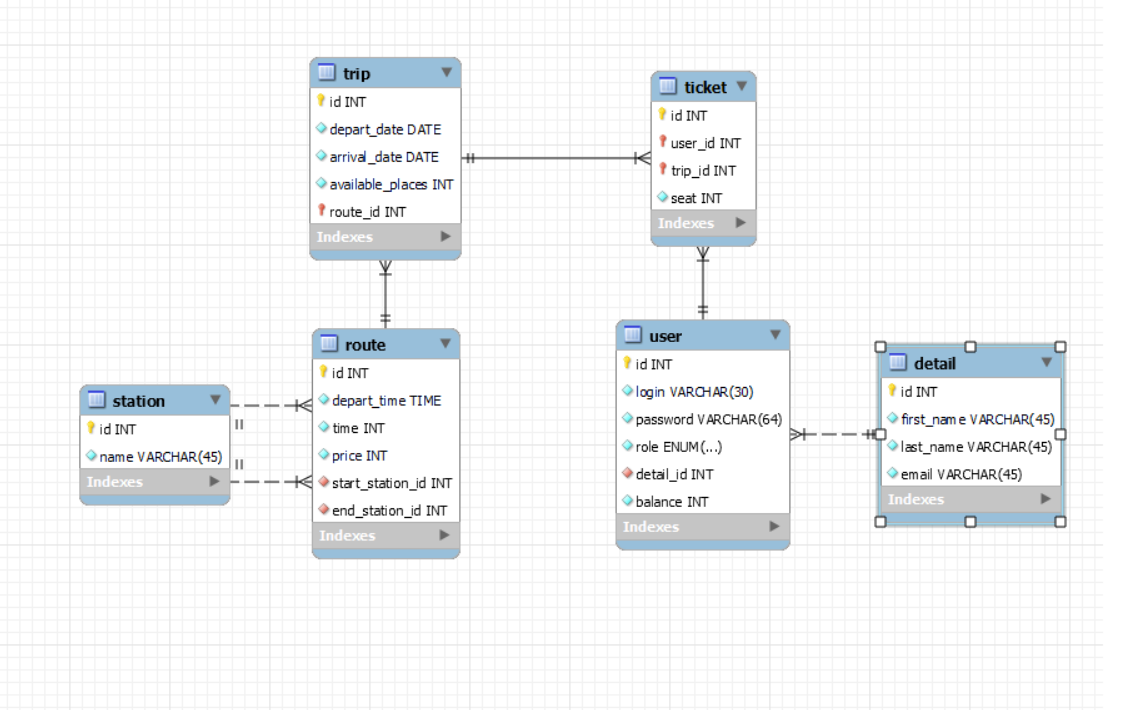 trip
id INT
depart_date DATE
arrival_date DATE
available_places INT
route_id INT
Indexes
ticket
id INT
user_id INT
trip_id INT
seat INT
Indexes
station
id INT
name VARCHAR(45)
Indexes
route
id INT
depart_time TIME
time INT
price INT
start_station_id INT
end_station_id INT
Indexes
user
id INT
login VARCHAR(30)
password VARCHAR(64)
role ENUM(...)
detail_id INT
balance INT
Indexes
detail
id INT
first_name VARCHAR(45)
last_name VARCHAR(45)
email VARCHAR(45)
Indexes